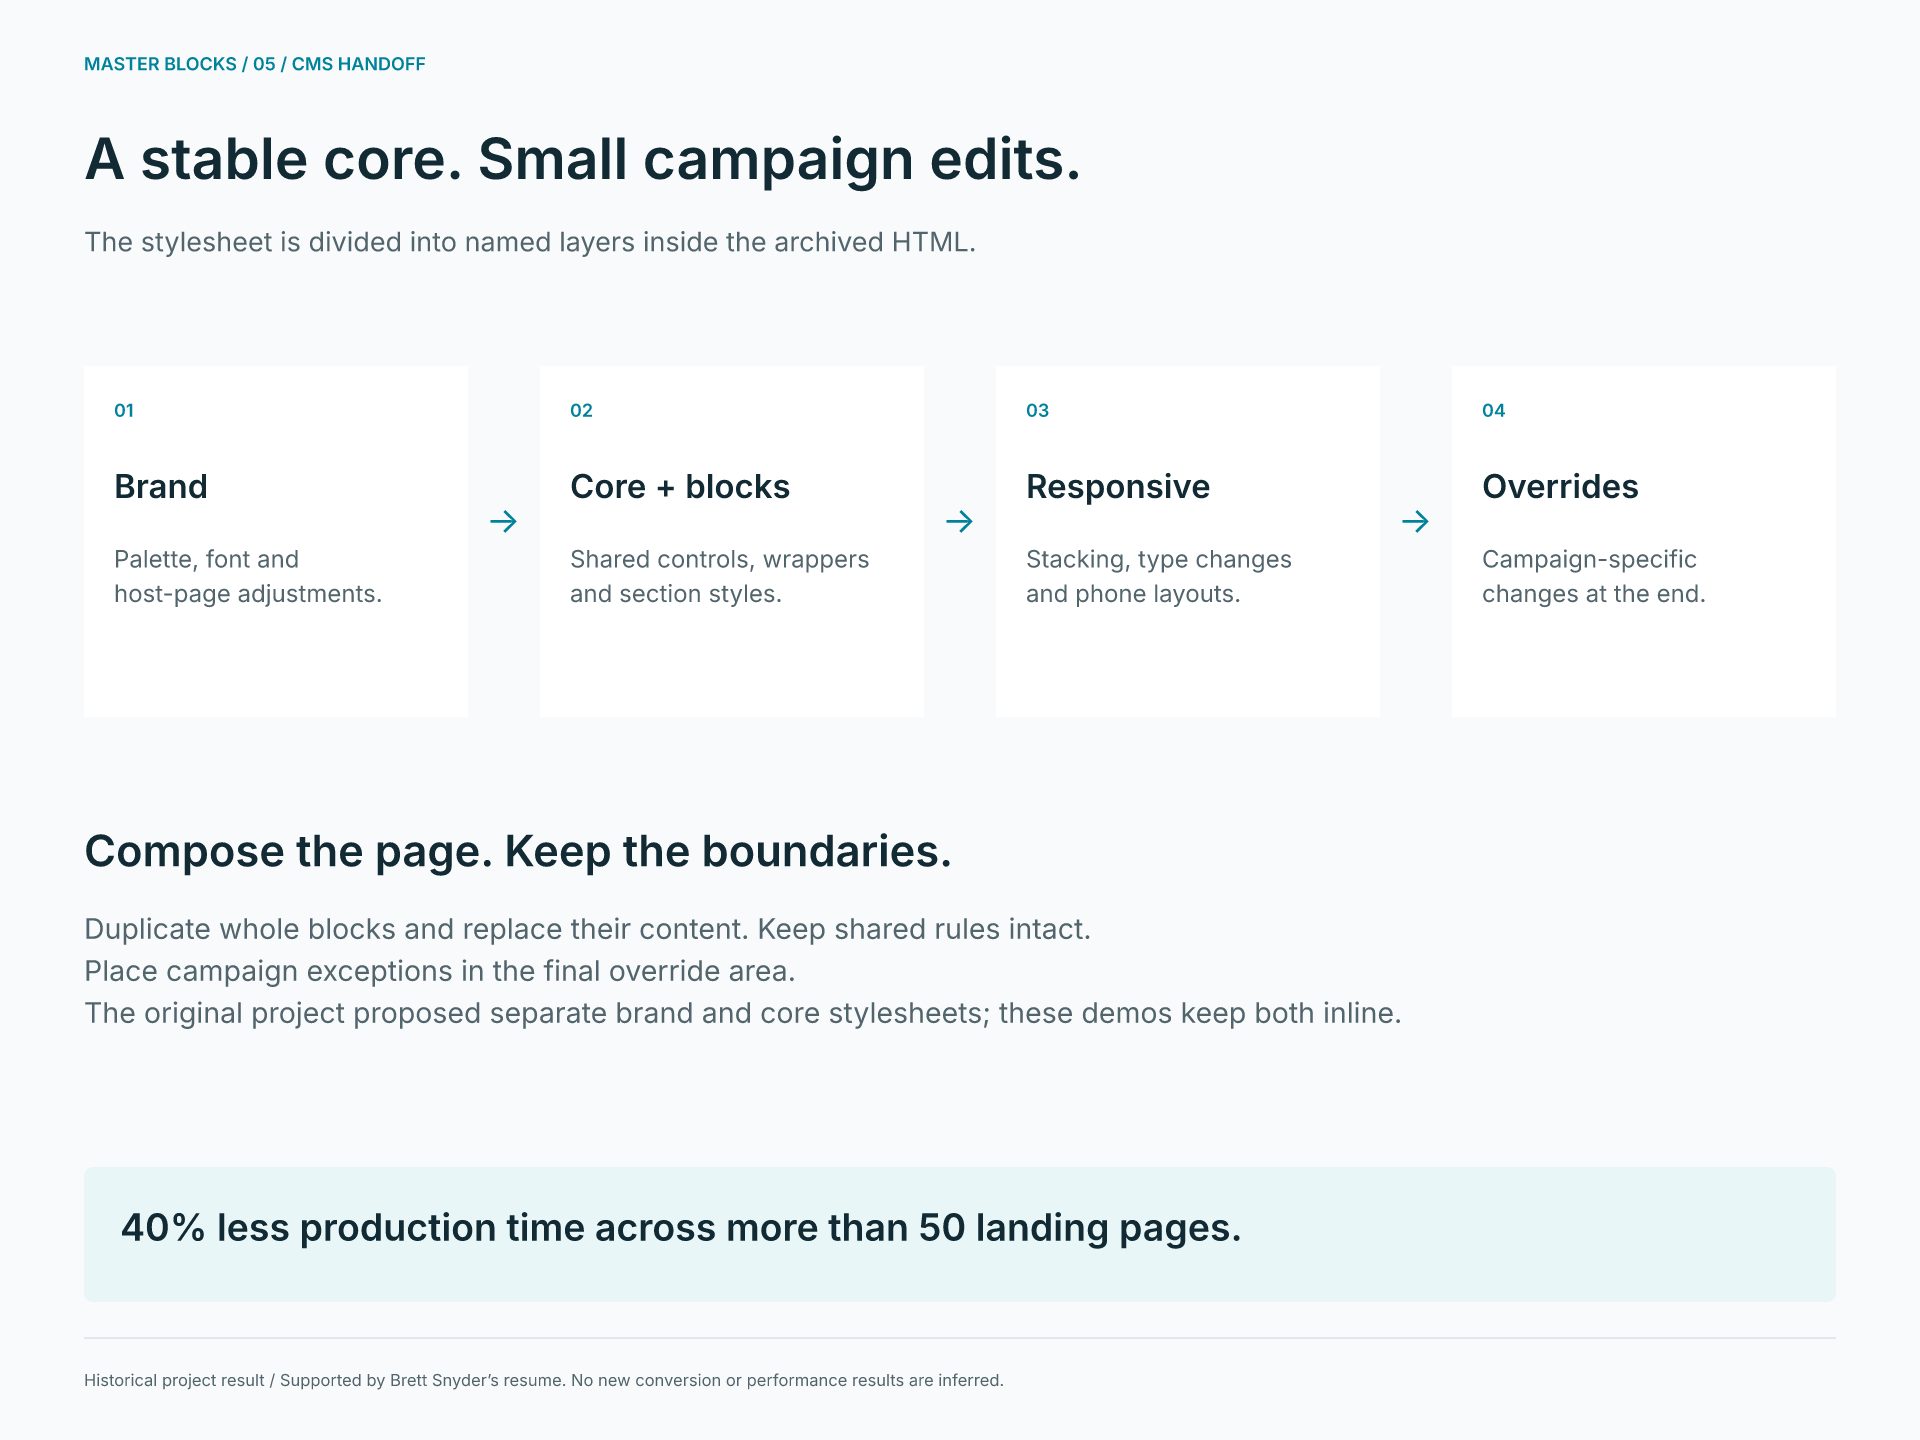 MASTER BLOCKS / 05 / CMS HANDOFF
A stable core. Small campaign edits.
The stylesheet is divided into named layers inside the archived HTML.
01
Brand
Palette, font and
host-page adjustments.
→
02
Core + blocks
Shared controls, wrappers
and section styles.
→
03
Responsive
Stacking, type changes
and phone layouts.
→
04
Overrides
Campaign-specific
changes at the end.
Compose the page. Keep the boundaries.
Duplicate whole blocks and replace their content. Keep shared rules intact.
Place campaign exceptions in the final override area.
The original project proposed separate brand and core stylesheets; these demos keep both inline.
40% less production time across more than 50 landing pages.
Historical project result / Supported by Brett Snyder’s resume. No new conversion or performance results are inferred.